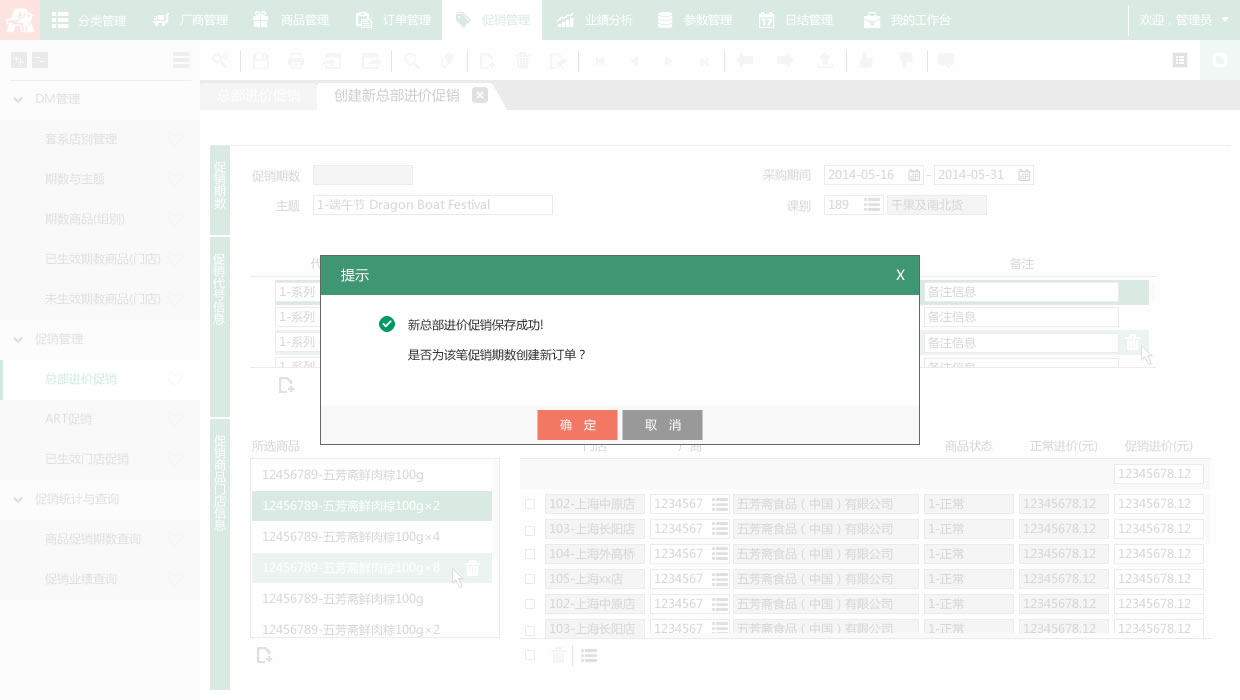 分类管理 厂商管理 商品管理 订单管理 促销管理 业绩分析 参数管理 日结管理 我的工作台 欢迎，管理员
总部进价促销 创建新总部进价促销
DM管理
套系店别管理
期数与主题
期数商品(组别)
已生效期数商品(门店)
未生效期数商品(门店)
促销管理
总部进价促销
ART促销
已生效门店促销
促销统计与查询
商品促销期数查询
促销业绩查询
促销期数
促销期数 采购期间 2014-05-16 - 2014-05-31
主题 1-端午节 Dragon Boat Festival 课别 189 干果及南北货
促销代号信息
代 备注
1-系列 备注信息
1-系列 备注信息
1-系列 备注信息
1-系列 备注信息
提示 X
新总部进价促销保存成功!
是否为该笔促销期数创建新订单？
确 定 取 消
促销商品门店信息
所选商品
12456789-五芳斋鲜肉粽100g
12456789-五芳斋鲜肉粽100g×2
12456789-五芳斋鲜肉粽100g×4
12456789-五芳斋鲜肉粽100g×8
12456789-五芳斋鲜肉粽100g
12456789-五芳斋鲜肉粽100g×2
门店 厂商 商品状态 正常进价(元) 促销进价(元)
12345678.12
102-上海中原店 1234567 五芳斋食品（中国）有限公司 1-正常 12345678.12 12345678.12
103-上海长阳店 1234567 五芳斋食品（中国）有限公司 1-正常 12345678.12 12345678.12
104-上海外高桥 1234567 五芳斋食品（中国）有限公司 1-正常 12345678.12 12345678.12
105-上海xx店 1234567 五芳斋食品（中国）有限公司 1-正常 12345678.12 12345678.12
102-上海中原店 1234567 五芳斋食品（中国）有限公司 1-正常 12345678.12 12345678.12
103-上海长阳店 1234567 五芳斋食品（中国）有限公司 1-正常 12345678.12 12345678.12